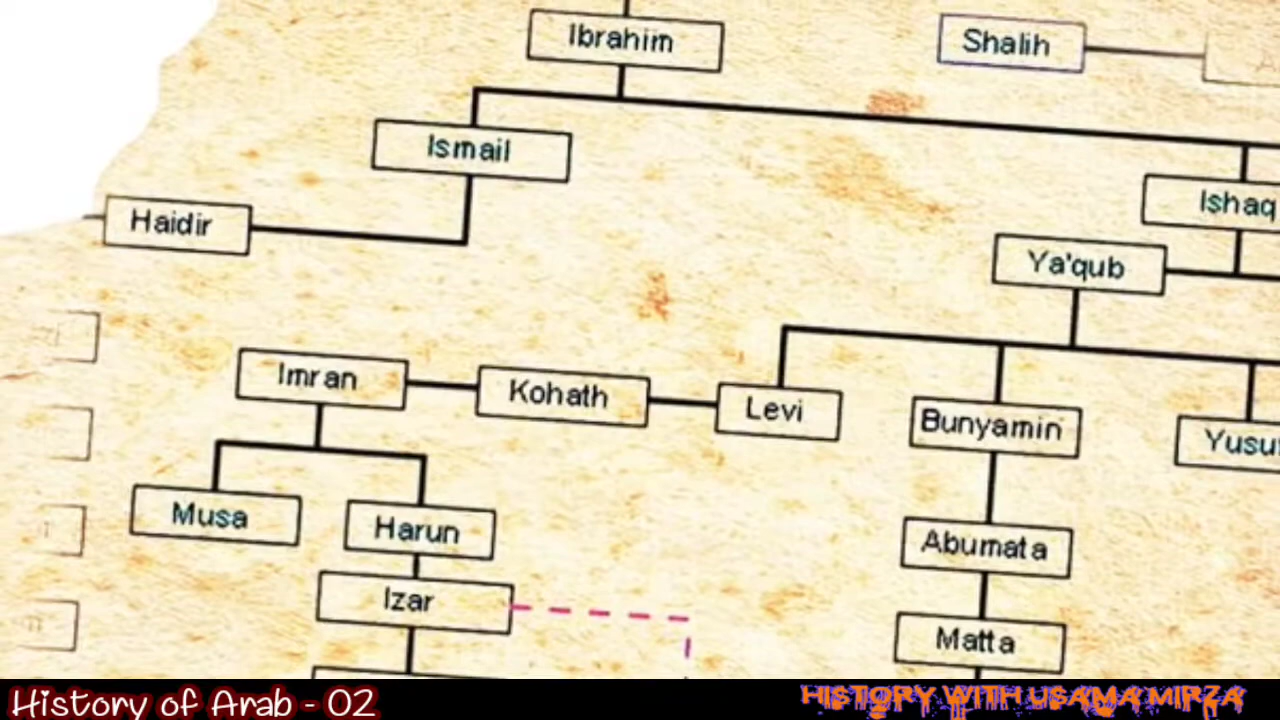 Ibrahim
Shalih
Ismail
Ishaq
Haidir
Ya'qub
Imran
Kohath
Levi
Bunyamin
Yusuf
Musa
Harun
Abumata
Izar
Matta
History of Arab - 02
HISTORY WITH USAMA MIRZA